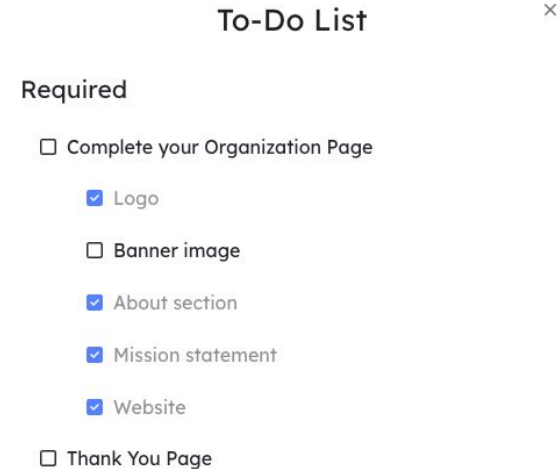 To-Do List
Required
Complete your Organization Page
Logo
Banner image
About section
Mission statement
Website
Thank You Page